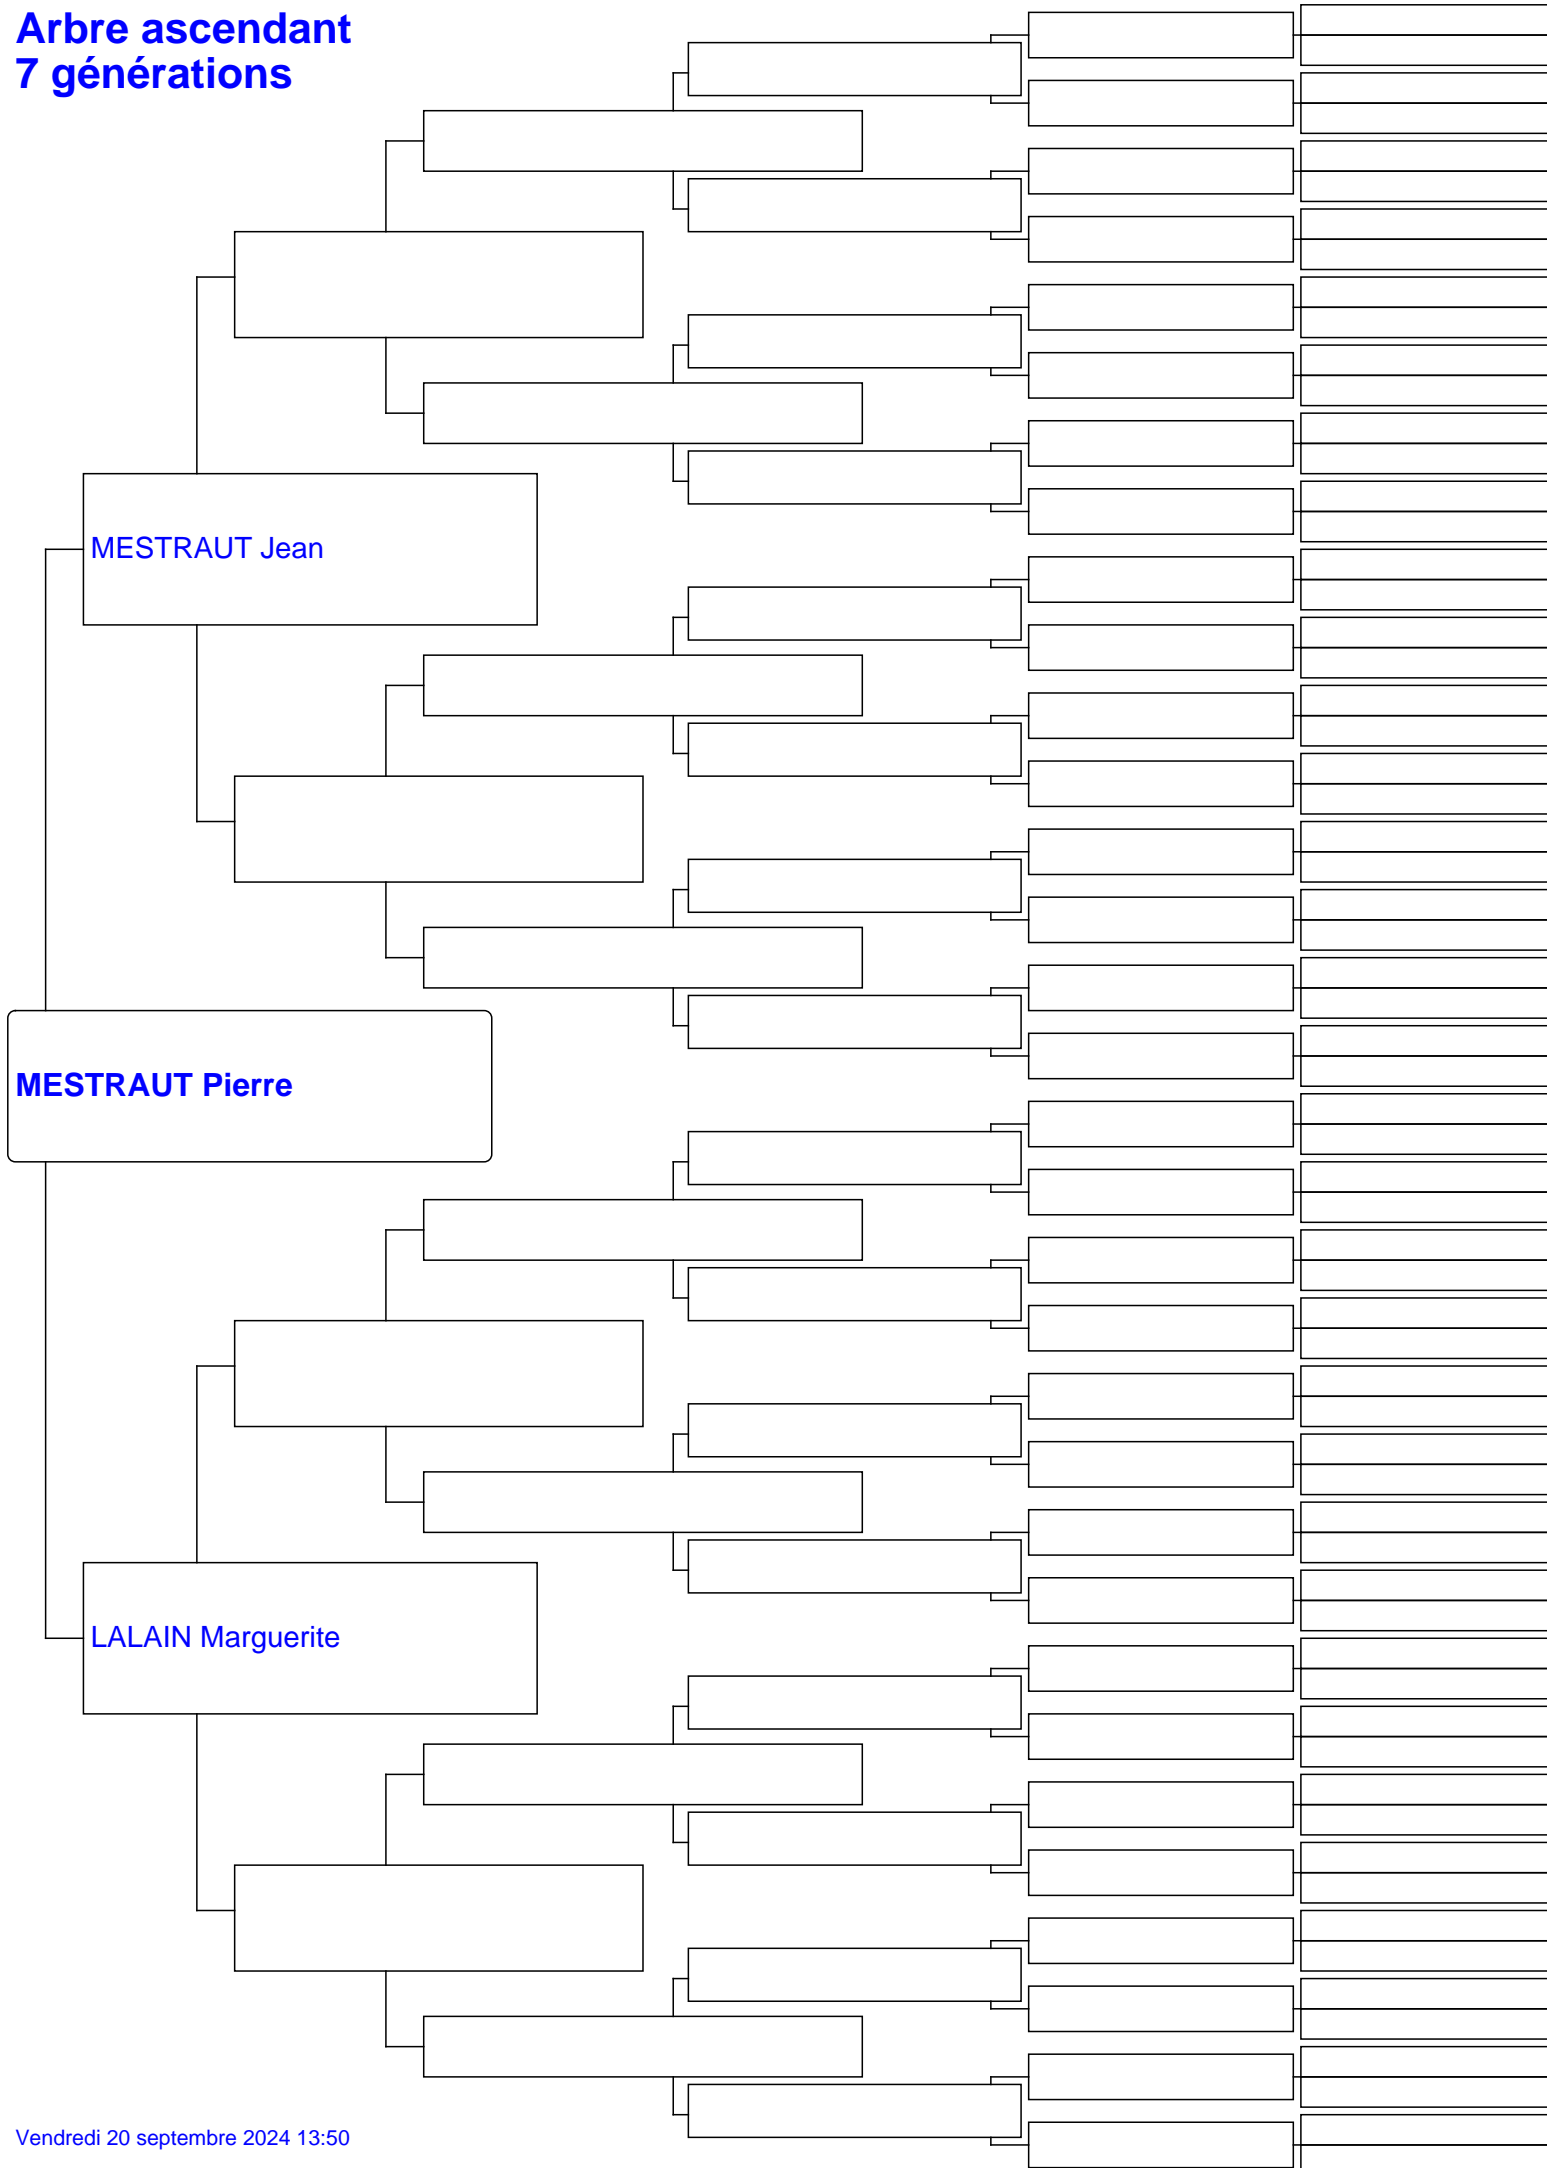 Arbre ascendant
7 générations
MESTRAUT Jean
MESTRAUT Pierre
LALAIN Marguerite
Vendredi 20 septembre 2024 13:50